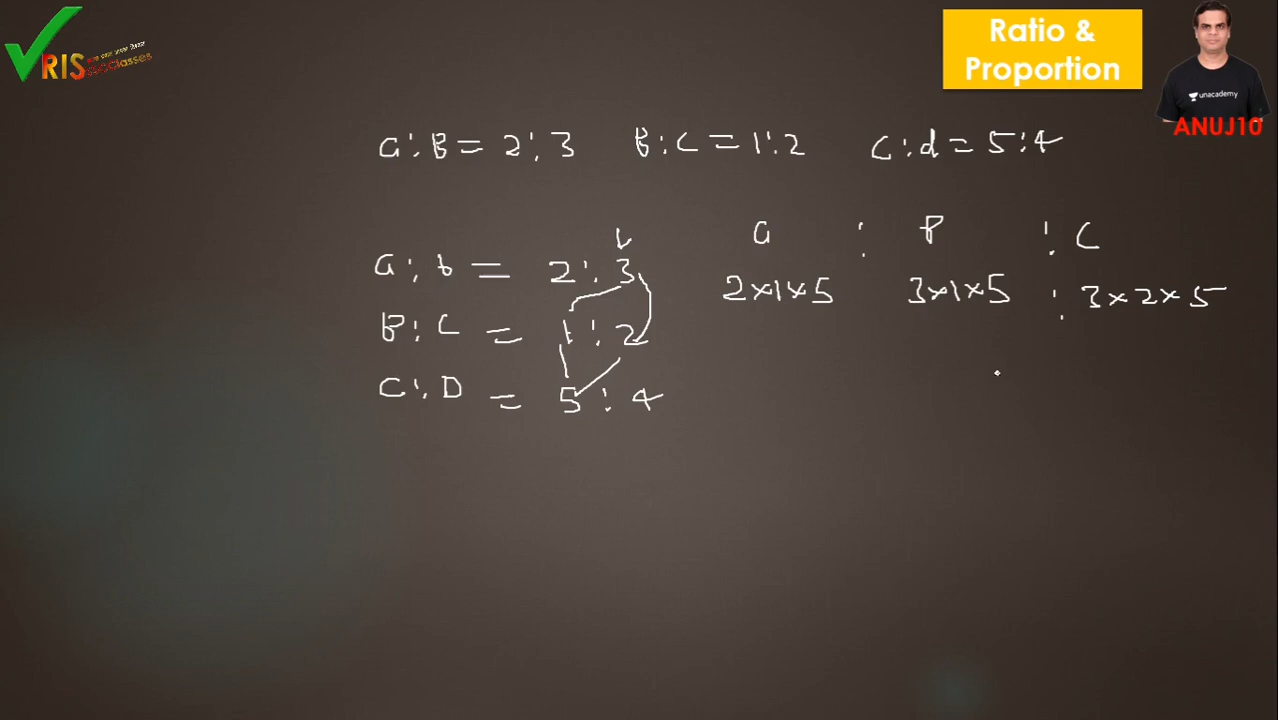 VRIS
Ratio &
Proportion
unacademy
ANUJ10
a:B = 2:3 B:C = 1:2 C:d = 5:4
a : B : C
a:b = 2:3 2×1×5 3×1×5 : 3×2×5
B:C = 1:2
C:D = 5:4